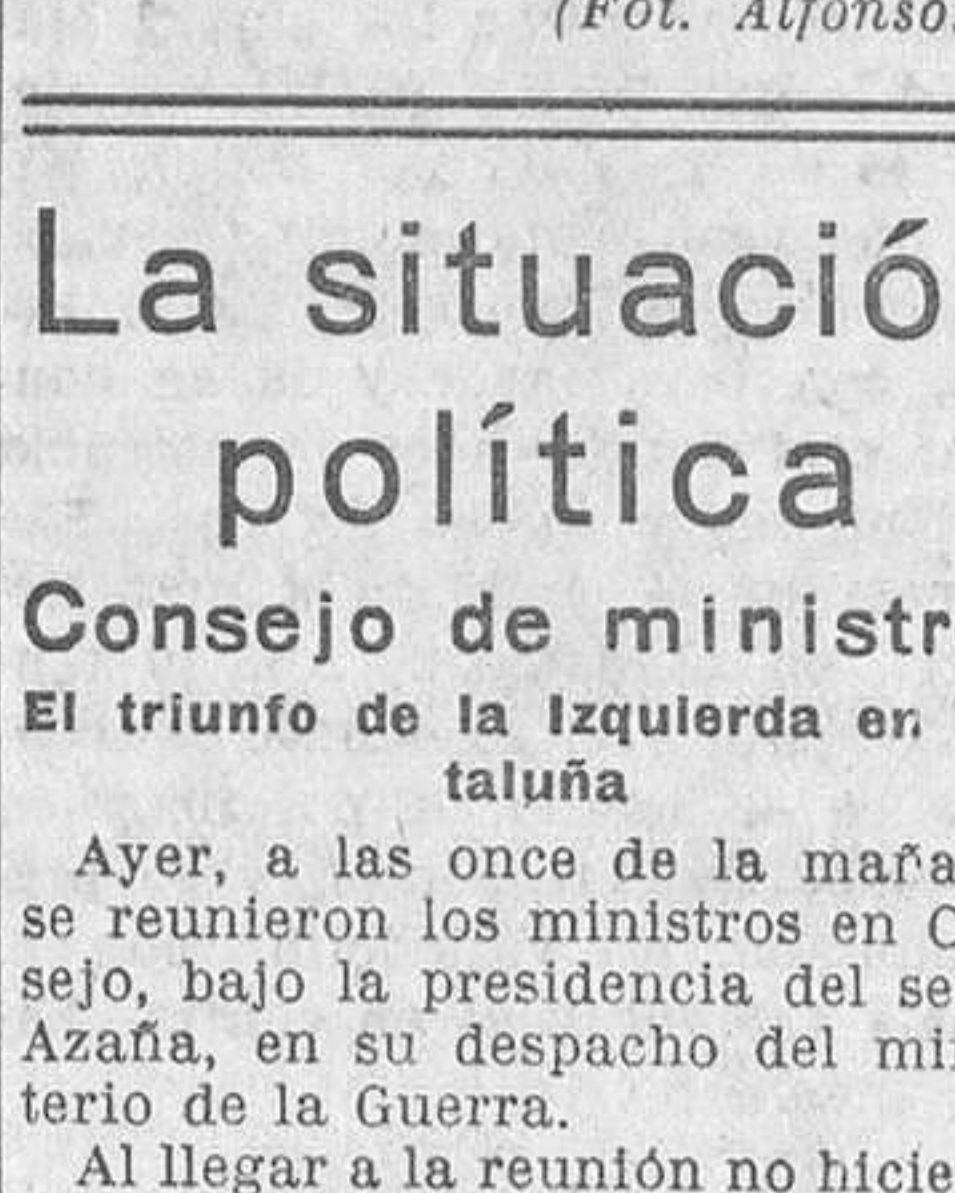 (Fot. Alfonso.
La situació
política
Consejo de ministr
El triunfo de la Izquierda en
taluña
Ayer, a las once de la maña
se reunieron los ministros en C
sejo, bajo la presidencia del se
Azaña, en su despacho del mi
terio de la Guerra.
Al llegar a la reunión no hicie